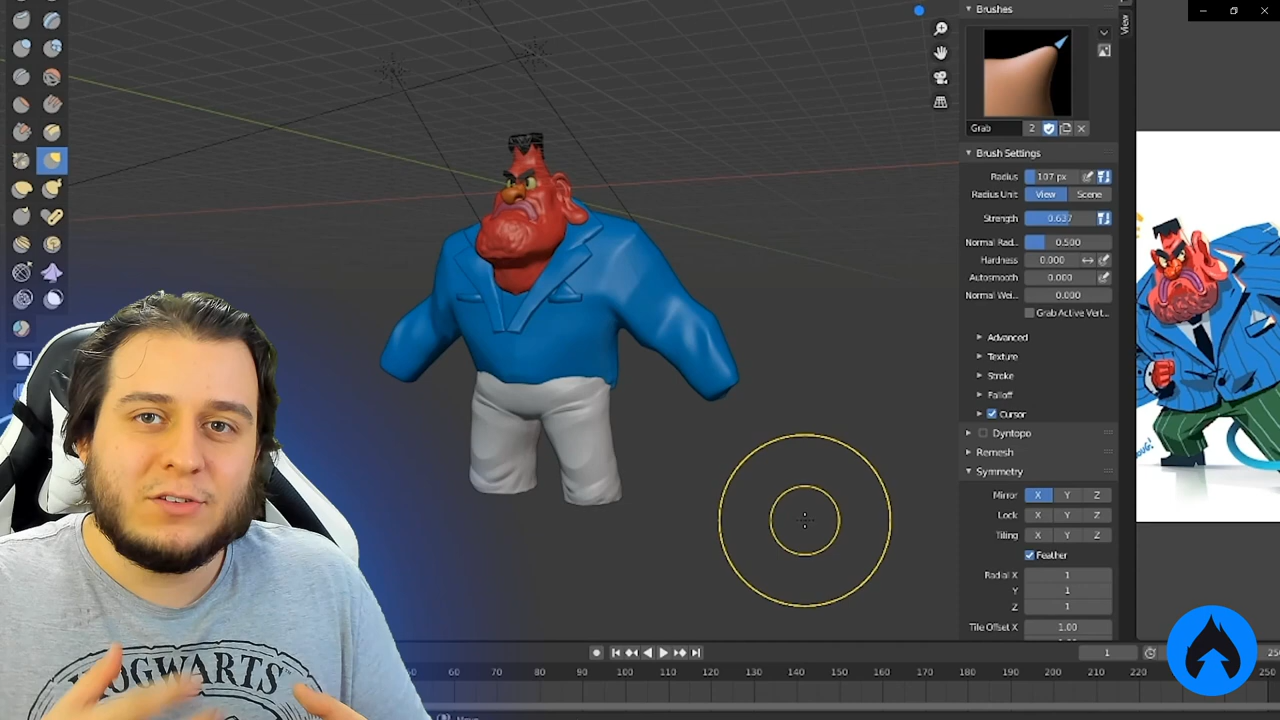 Brushes
View
Grab
2
Brush Settings
Radius 107 px
Radius Unit View Scene
Strength 0.637
Normal Rad... 0.500
Hardness 0.000
Autosmooth 0.000
Normal Wei... 0.000
Grab Active Vert...
Advanced
Texture
Stroke
Falloff
Cursor
Dyntopo
Remesh
Symmetry
Mirror X Y Z
Lock X Y Z
Tiling X Y Z
Feather
Radial X 1
Y 1
Z 1
Tile Offset X 1.00
HOGWARTS
1
60 70 80 90 100 110 120 130 140 150 160 170 180 190 200 210 220 250